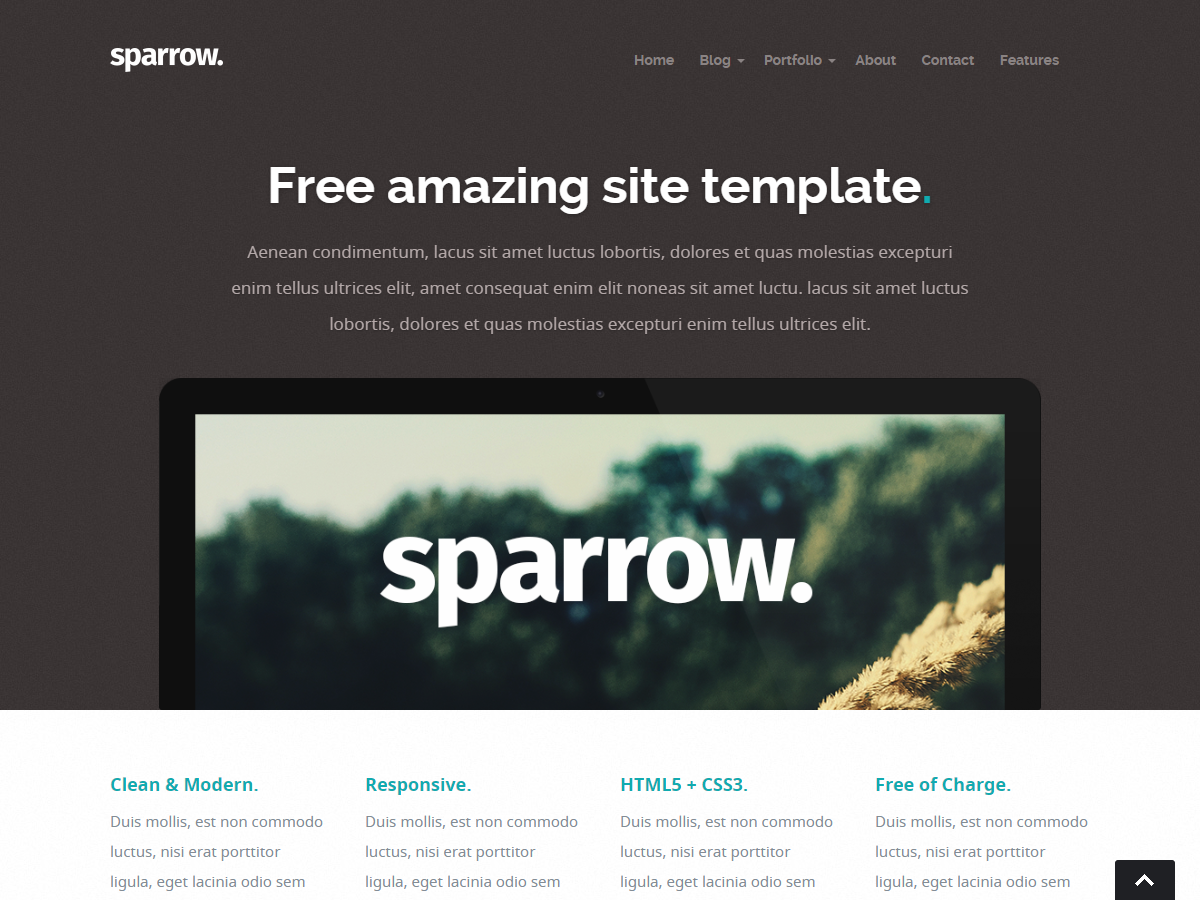 sparrow.
Home Blog Portfolio About Contact Features
Free amazing site template.
Aenean condimentum, lacus sit amet luctus lobortis, dolores et quas molestias excepturi
enim tellus ultrices elit, amet consequat enim elit noneas sit amet luctu. lacus sit amet luctus
lobortis, dolores et quas molestias excepturi enim tellus ultrices elit.
sparrow.
Clean & Modern.
Duis mollis, est non commodo
luctus, nisi erat porttitor
ligula, eget lacinia odio sem
Responsive.
Duis mollis, est non commodo
luctus, nisi erat porttitor
ligula, eget lacinia odio sem
HTML5 + CSS3.
Duis mollis, est non commodo
luctus, nisi erat porttitor
ligula, eget lacinia odio sem
Free of Charge.
Duis mollis, est non commodo
luctus, nisi erat porttitor
ligula, eget lacinia odio sem